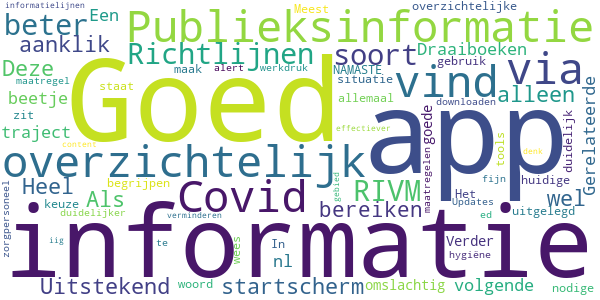 informatielijnen Meest overzichtelijke
beter Een Publieksinformatie
aanklik Richtlijnen soort Draaiboeken
Deze maak alert werkdruk NAMASTE gebruik via
maatregel situatie
beetje staat Goed app vind allemaal alleen Gerelateerde
zit downloaden
traject effectiever goede duidelijk
content overzichtelijk denk tools
Heel begrijpen RIVM maatregelen fijn huidige
zorgpersoneel Als Covid wel
keuze bereiken Het Updates uitgelegd
duidelijker verminderen gebied ed
informatie
iig te wees In nl Verder hygiëne
Uitstekend woord startscherm omslachtig volgende nodige